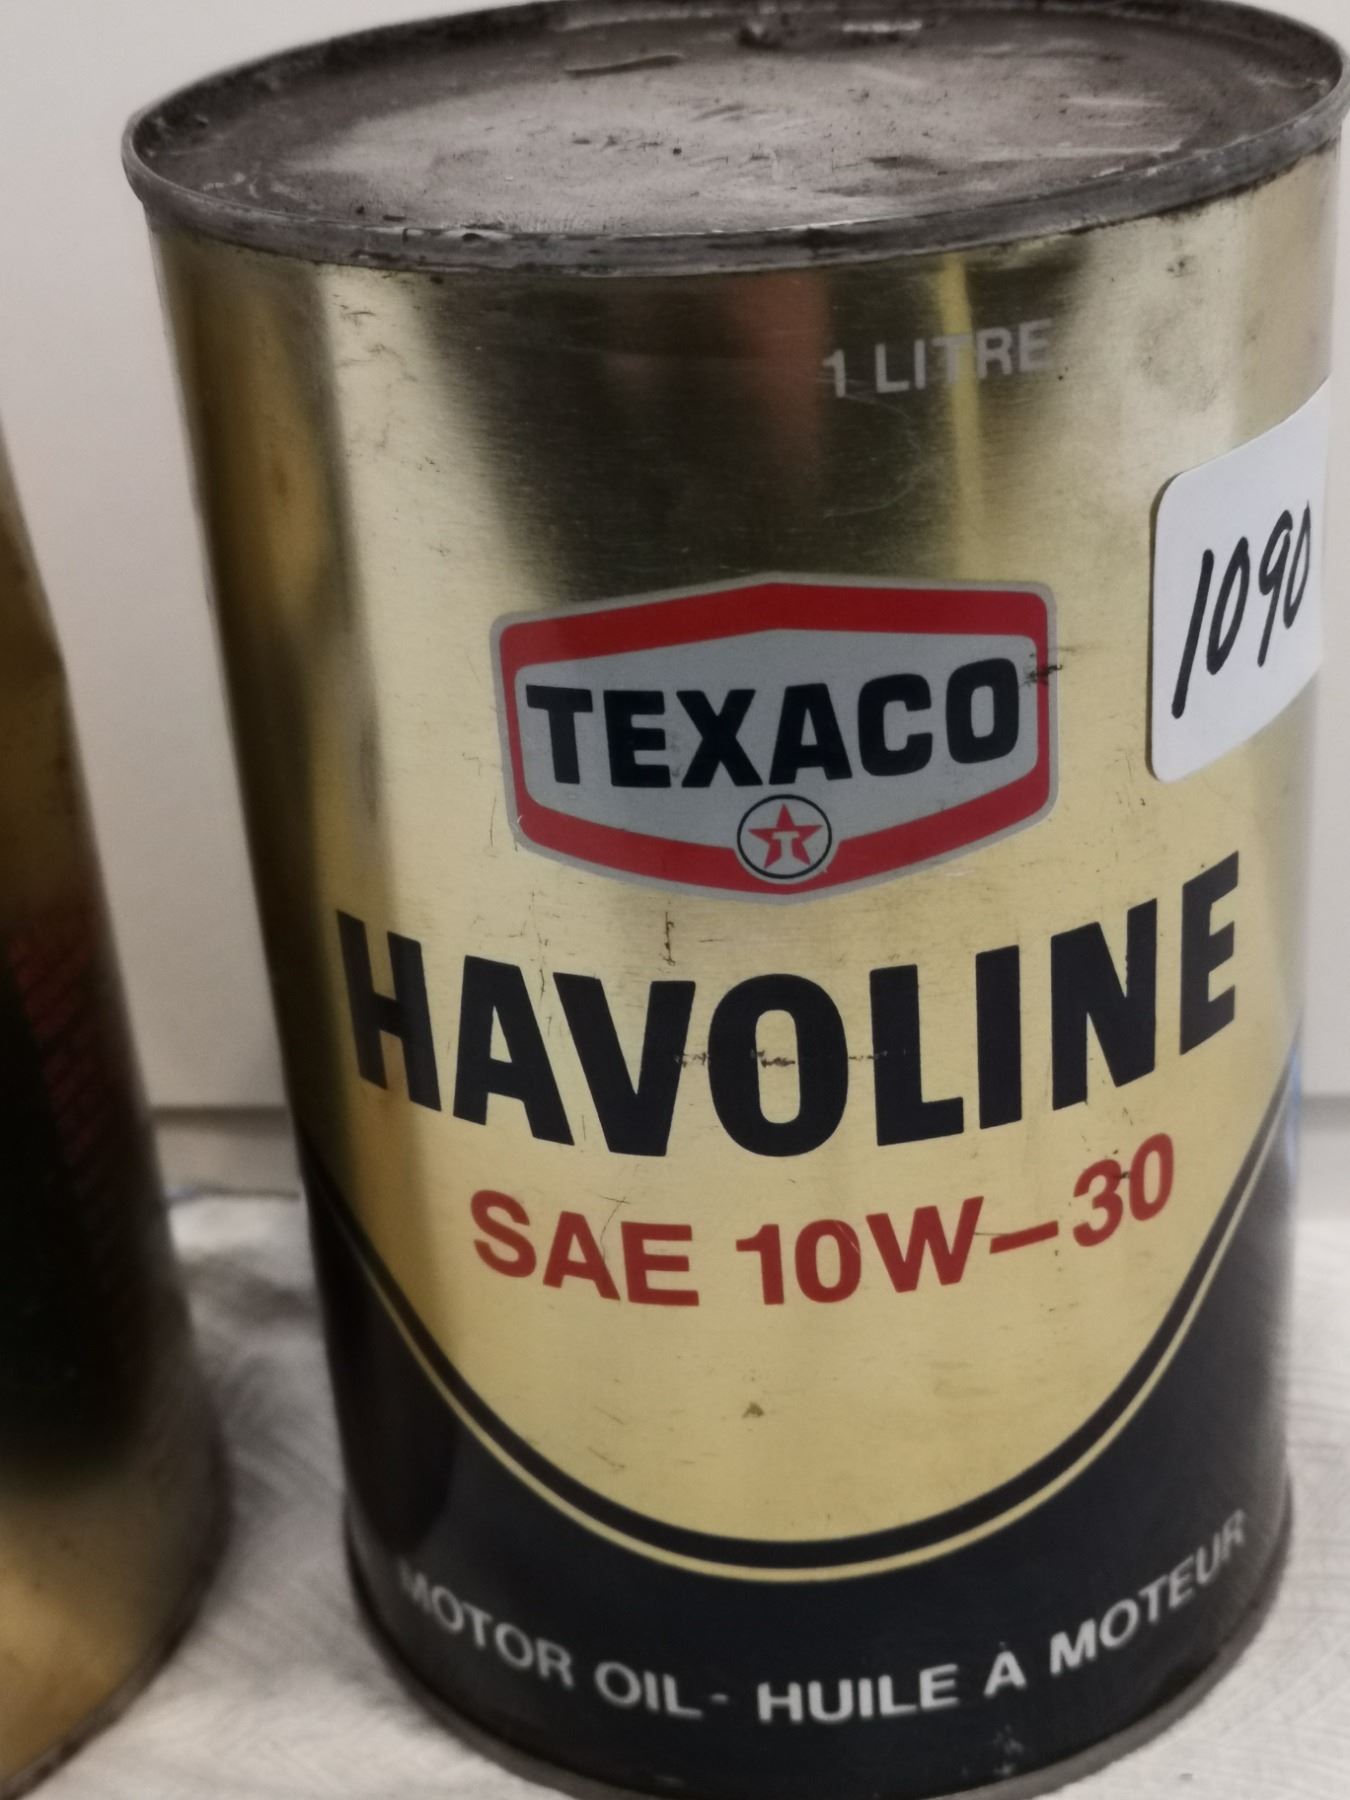 1 LITRE
1090
TEXACO
T
HAVOLINE
SAE 10W-30
MOTOR OIL - HUILE À MOTEUR